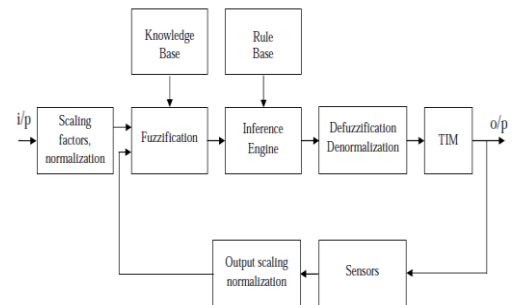 Knowledge
Base
Rule
Base
i/p
Scaling
factors,
normalization
Fuzzification
Inference
Engine
Defuzzification
Denormalization
TIM
o/p
Output scaling
normalization
Sensors